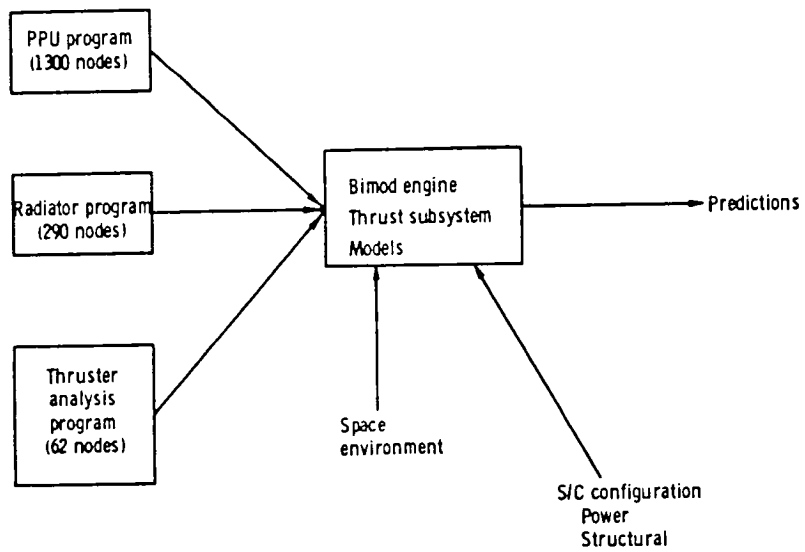 PPU program
(1300 nodes)
Radiator program
(290 nodes)
Thruster
analysis
program
(62 nodes)
Bimod engine
Thrust subsystem
Models
Predictions
Space
environment
S/C configuration
Power
Structural